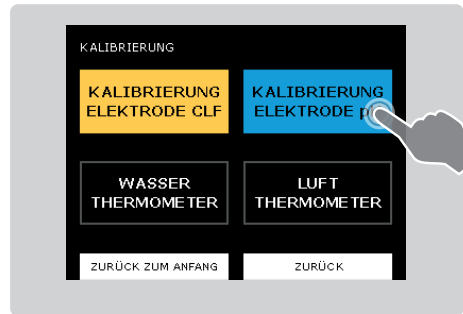 KALIBRIERUNG
KALIBRIERUNG
ELEKTRODE CLF
KALIBRIERUNG
ELEKTRODE
WASSER
THERMOMETER
LUFT
THERMOMETER
ZURÜCK ZUM ANFANG
ZURÜCK